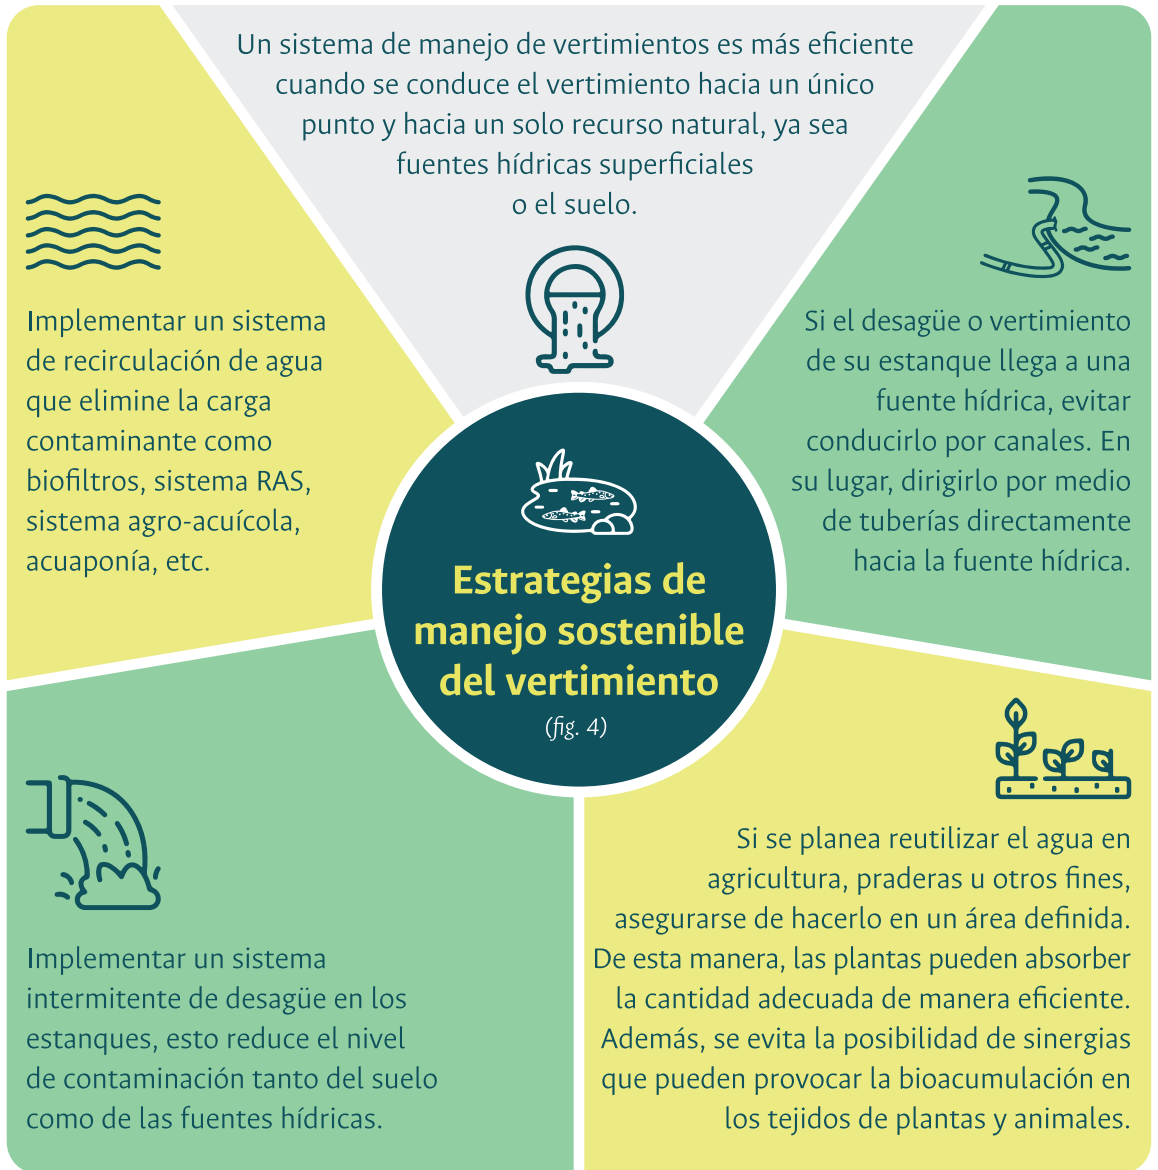 Un sistema de manejo de vertimientos es más eficiente
cuando se conduce el vertimiento hacia un único
punto y hacia un solo recurso natural, ya sea
fuentes hídricas superficiales
o el suelo.
Implementar un sistema
de recirculación de agua
que elimine la carga
contaminante como
biofiltros, sistema RAS,
sistema agro-acuícola,
acuaponía, etc.
Si el desagüe o vertimiento
de su estanque llega a una
fuente hídrica, evitar
conducirlo por canales. En
su lugar, dirigirlo por medio
de tuberías directamente
hacia la fuente hídrica.
Estrategias de
manejo sostenible
del vertimiento
(fig. 4)
Implementar un sistema
intermitente de desagüe en los
estanques, esto reduce el nivel
de contaminación tanto del suelo
como de las fuentes hídricas.
Si se planea reutilizar el agua en
agricultura, praderas u otros fines,
asegurarse de hacerlo en un área definida.
De esta manera, las plantas pueden absorber
la cantidad adecuada de manera eficiente.
Además, se evita la posibilidad de sinergias
que pueden provocar la bioacumulación en
los tejidos de plantas y animales.